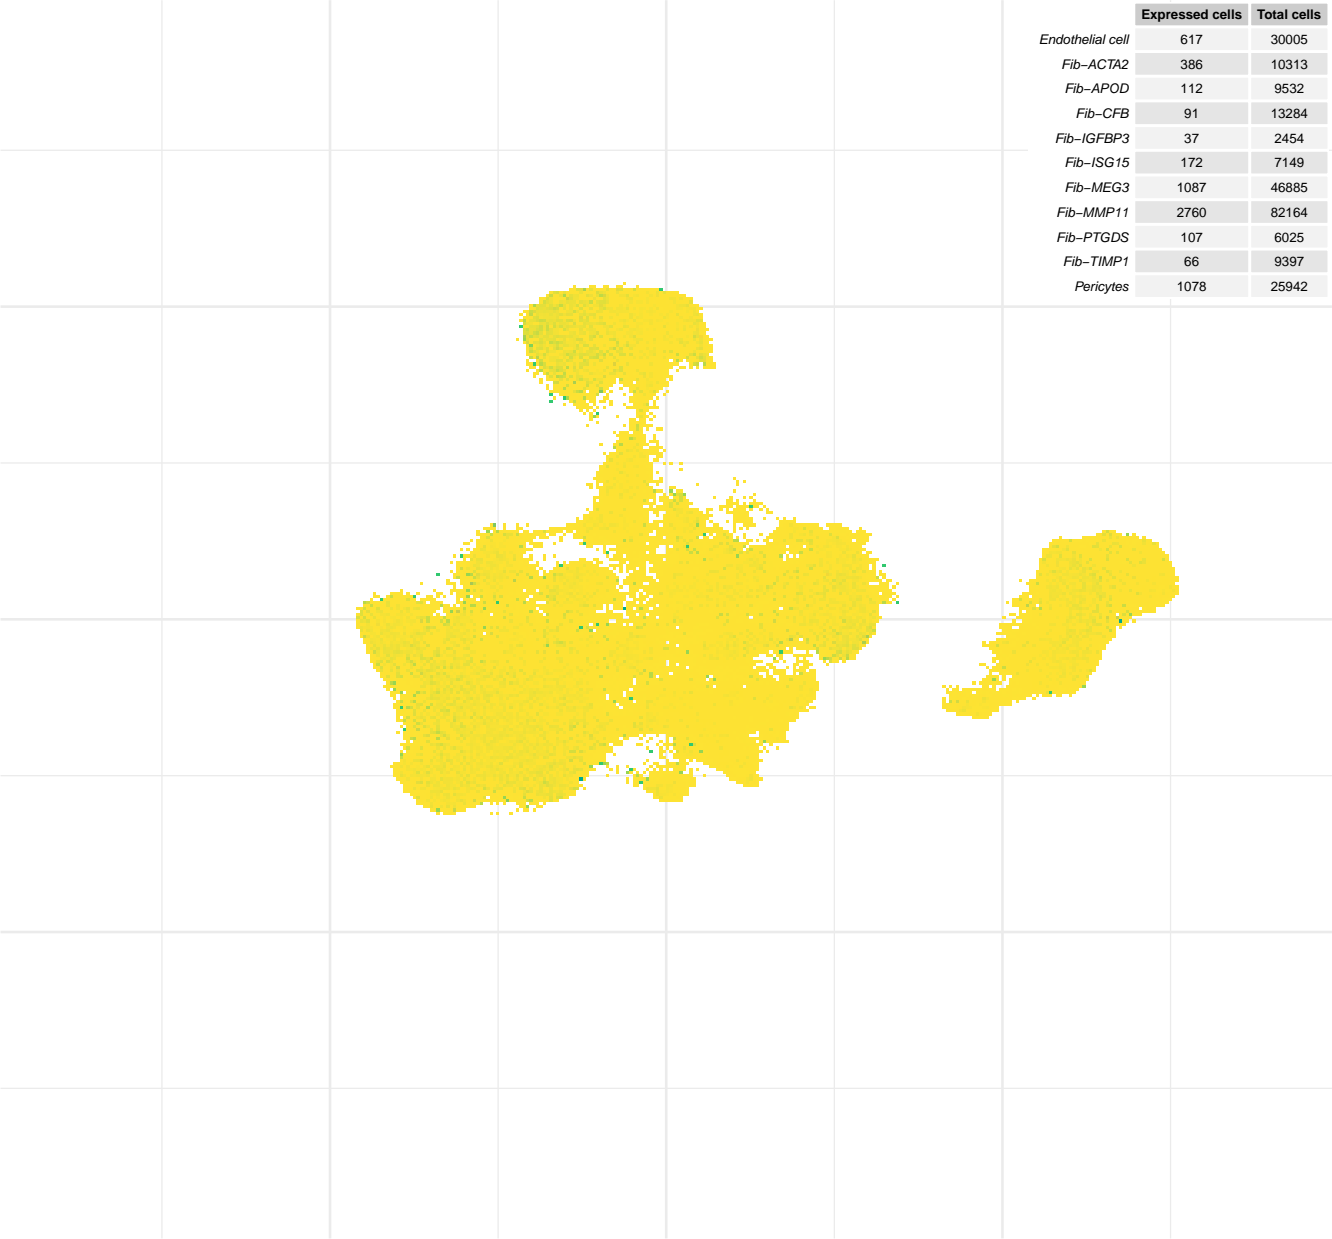 Expressed cells Total cells
Endothelial cell 617 30005
Fib−ACTA2 386 10313
Fib−APOD 112 9532
Fib−CFB 91 13284
Fib−IGFBP3 37 2454
Fib−ISG15 172 7149
Fib−MEG3 1087 46885
Fib−MMP11 2760 82164
Fib−PTGDS 107 6025
Fib−TIMP1 66 9397
Pericytes 1078 25942